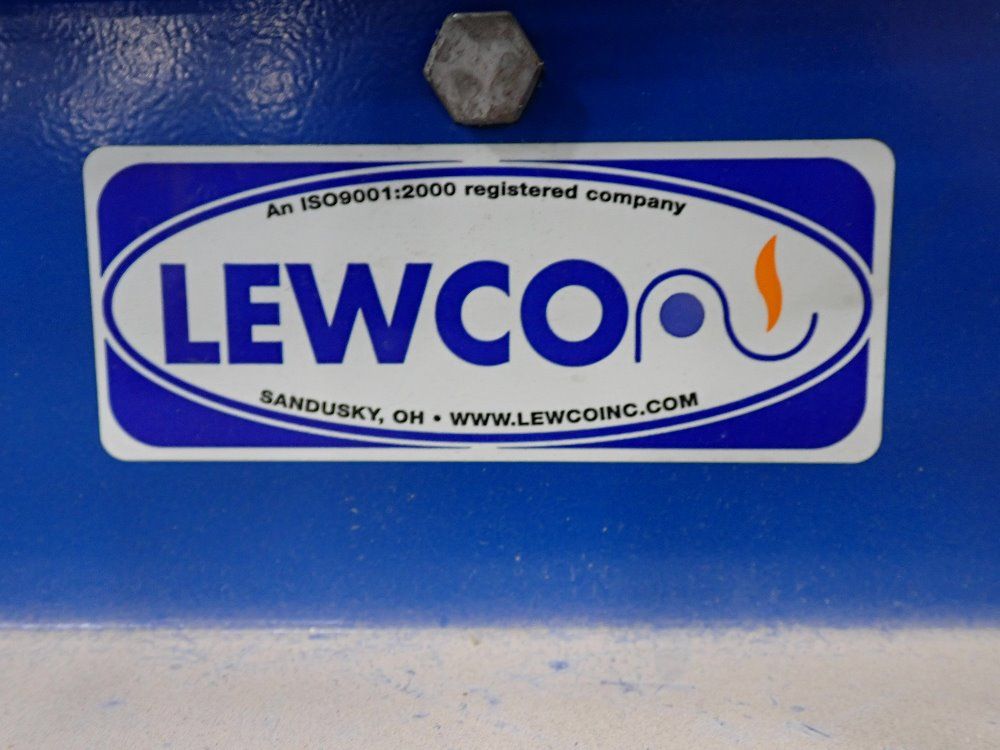 An ISO9001:2000 registered company
LEWCO
SANDUSKY, OH • WWW.LEWCOINC.COM